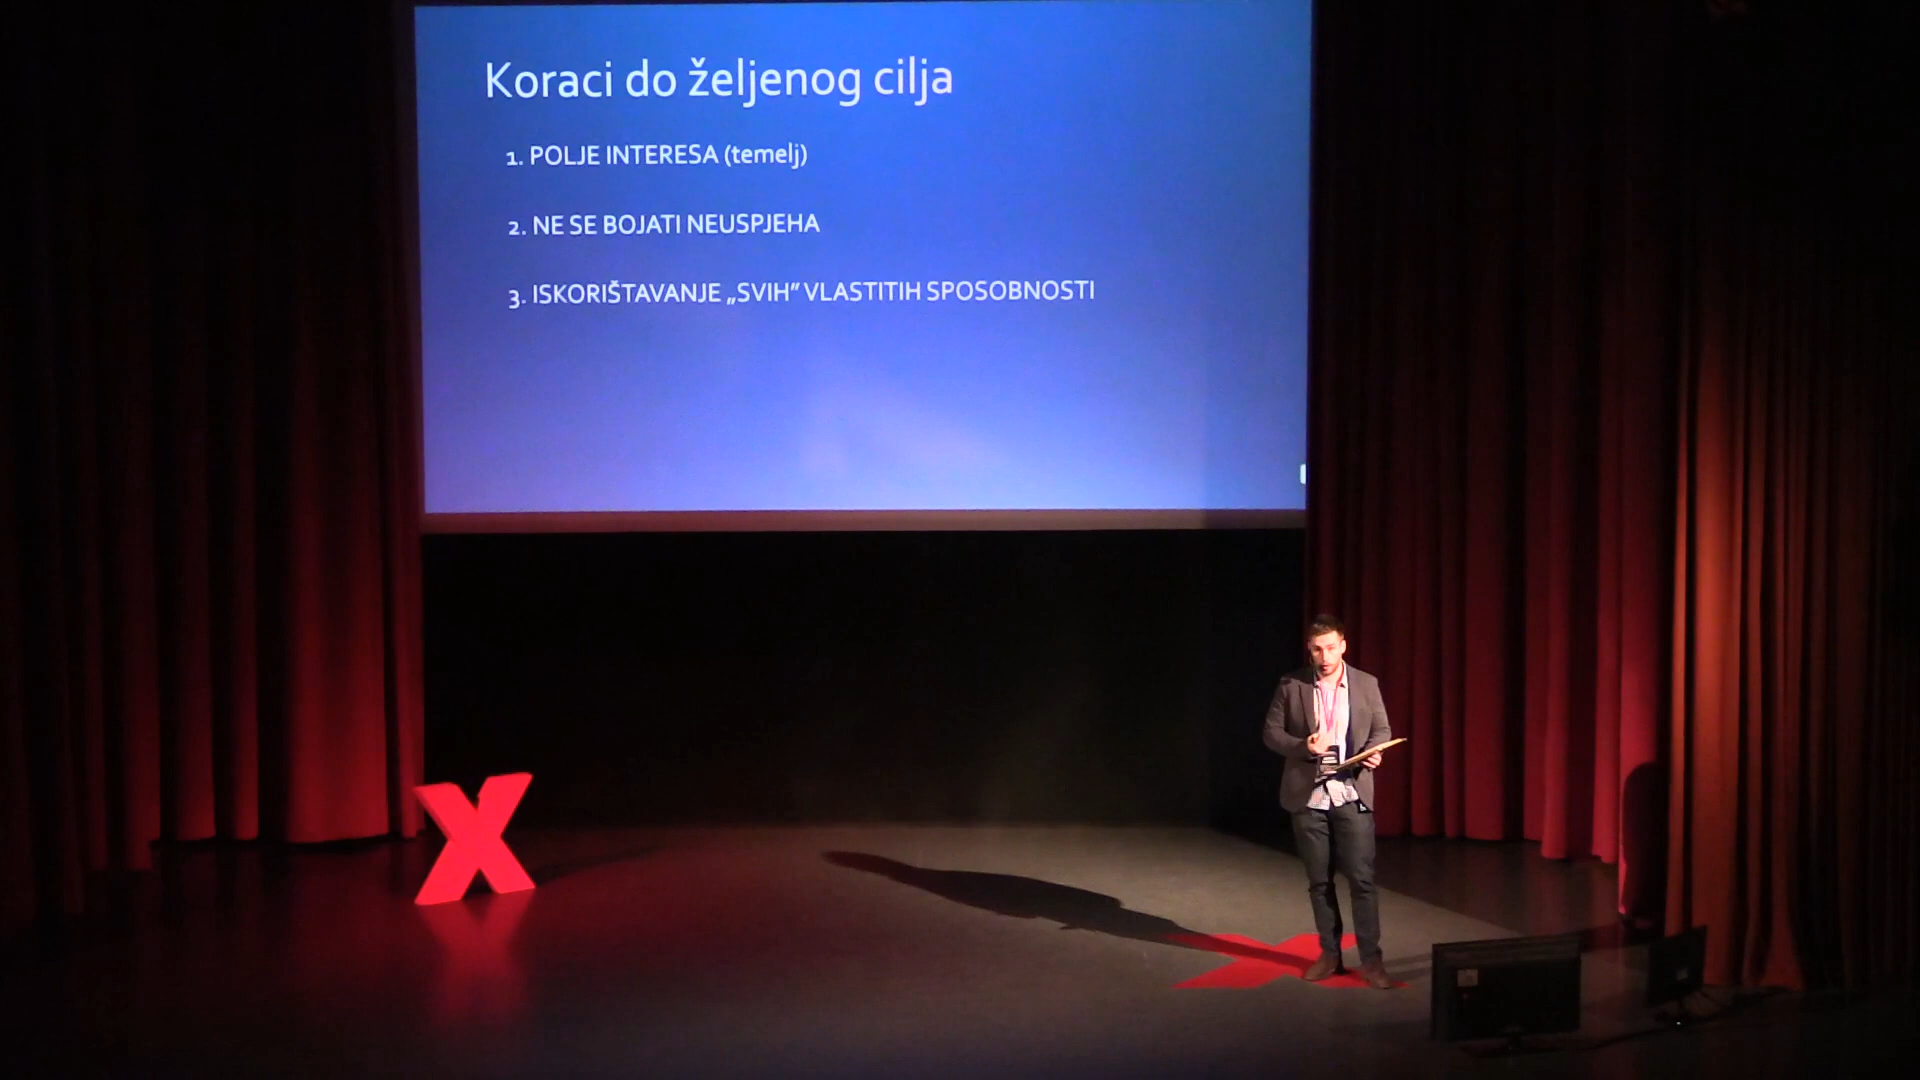 Koraci do željenog cilja
1. POLJE INTERESA (temelj)
2. NE SE BOJATI NEUSPJEHA
3. ISKORIŠTAVANJE „SVIH” VLASTITIH SPOSOBNOSTI
X